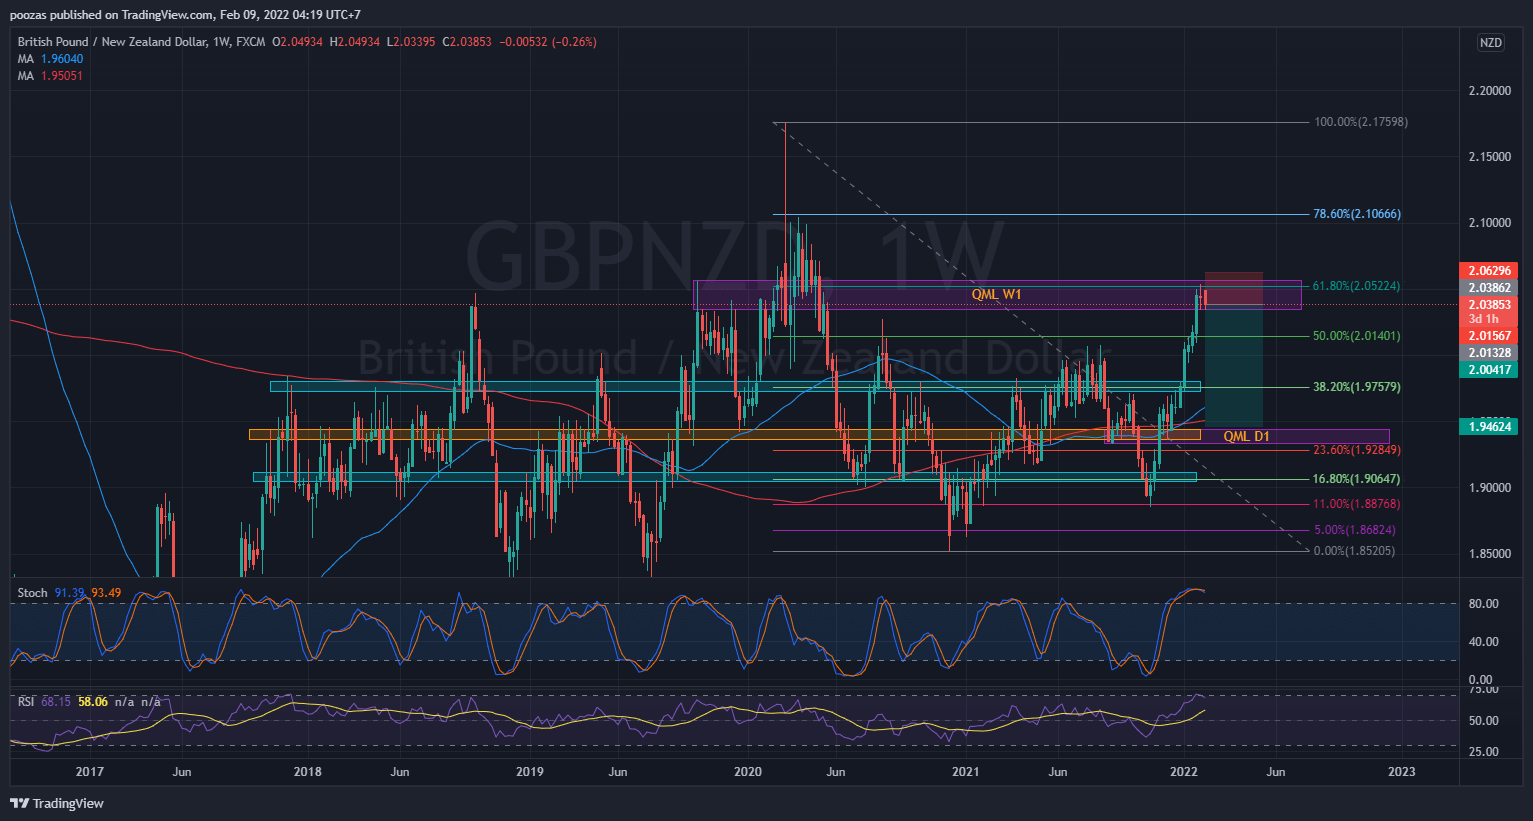 poozas published on TradingView.com, Feb 09, 2022 04:19 UTC+7
British Pound / New Zealand Dollar, 1W, FXCM O2.04934 H2.04934 L2.03395 C2.03853 −0.00532 (−0.26%)
NZD
MA 1.96040
MA 1.95051
GBPNZD, 1W
British Pound / New Zealand Dollar
2.20000
100.00%(2.17598)
2.15000
2.10000
78.60%(2.10666)
2.06296
QML W1
61.80%(2.05224)
2.03862
2.03853
3d 1h
50.00%(2.01401)
2.01567
2.01328
2.00417
38.20%(1.97579)
1.94624
QML D1
23.60%(1.92849)
16.80%(1.90647)
1.90000
11.00%(1.88768)
5.00%(1.86824)
0.00%(1.85205)
1.85000
Stoch 91.39 93.49
80.00
40.00
0.00
75.00
RSI 68.15 58.06 n/a n/a
50.00
25.00
2017 Jun 2018 Jun 2019 Jun 2020 Jun 2021 Jun 2022 Jun 2023
TradingView